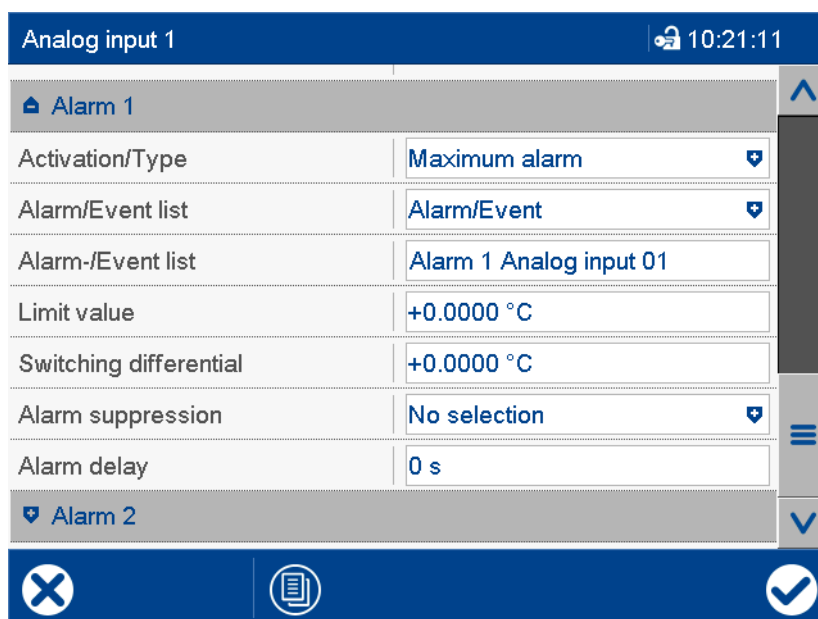 Analog input 1 10:21:11
Alarm 1
Activation/Type Maximum alarm
Alarm/Event list Alarm/Event
Alarm-/Event list Alarm 1 Analog input 01
Limit value +0.0000 °C
Switching differential +0.0000 °C
Alarm suppression No selection
Alarm delay 0 s
Alarm 2